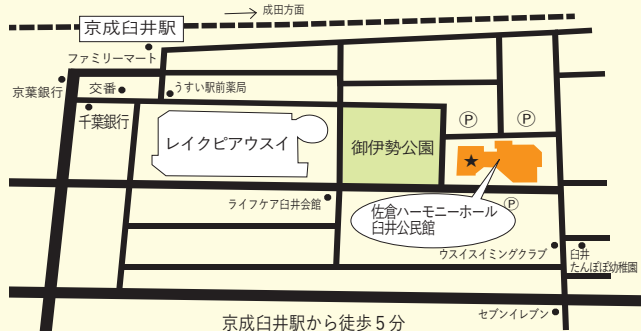 成田方面
京成臼井駅
ファミリーマート
京葉銀行
交番
うすい駅前薬局
千葉銀行
レイクピアウスイ
御伊勢公園
Ⓟ
Ⓟ
★
ライフケア臼井会館
佐倉ハーモニーホール
臼井公民館
Ⓟ
ウスイスイミングクラブ
臼井
たんぽぽ幼稚園
セブンイレブン
京成臼井駅から徒歩5分